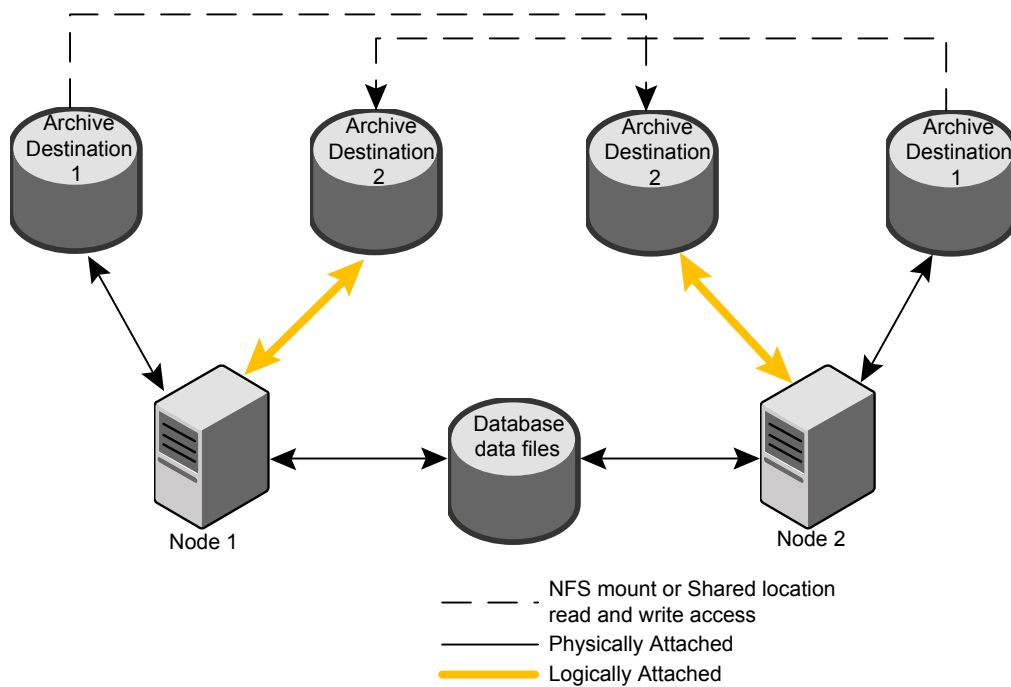 Archive
Destination
1
Archive
Destination
2
Archive
Destination
2
Archive
Destination
1
Database
data files
Node 1
Node 2
NFS mount or Shared location
read and write access
Physically Attached
Logically Attached